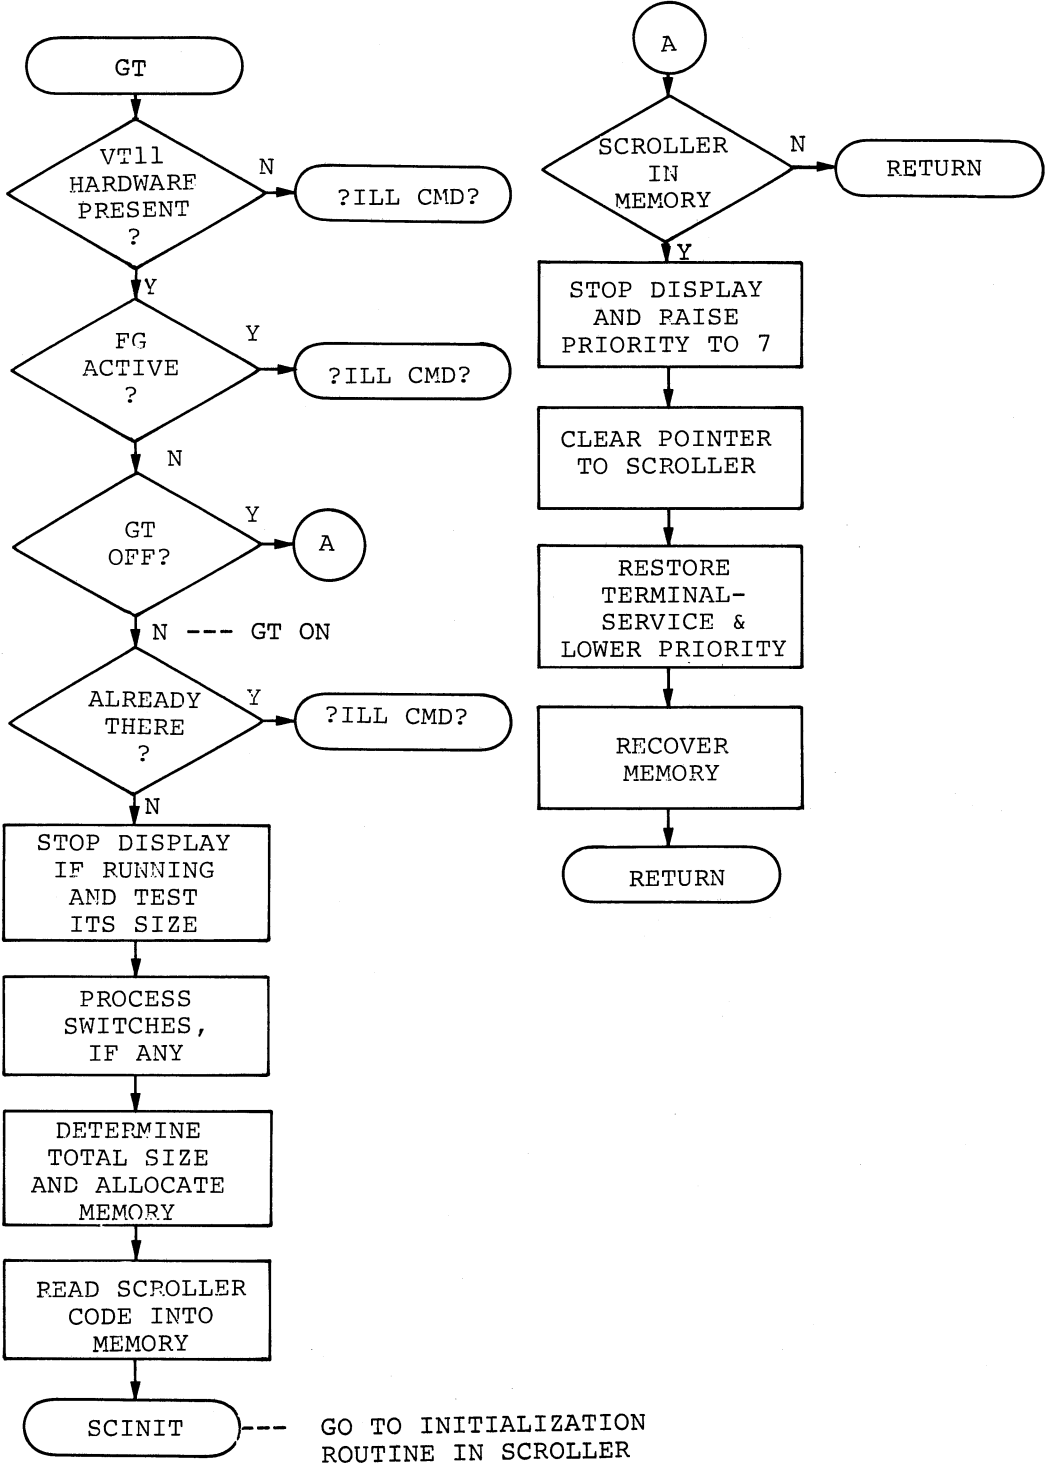 GT
VT11
HARDWARE
PRESENT
?
N
?ILL CMD?
Y
FG
ACTIVE
?
Y
?ILL CMD?
N
GT
OFF?
Y
A
N --- GT ON
ALREADY
THERE
?
Y
?ILL CMD?
N
STOP DISPLAY
IF RUNNING
AND TEST
ITS SIZE
PROCESS
SWITCHES,
IF ANY
DETERMINE
TOTAL SIZE
AND ALLOCATE
MEMORY
READ SCROLLER
CODE INTO
MEMORY
SCINIT
--- GO TO INITIALIZATION
ROUTINE IN SCROLLER
A
SCROLLER
IN
MEMORY
N
RETURN
Y
STOP DISPLAY
AND RAISE
PRIORITY TO 7
CLEAR POINTER
TO SCROLLER
RESTORE
TERMINAL-
SERVICE &
LOWER PRIORITY
RECOVER
MEMORY
RETURN